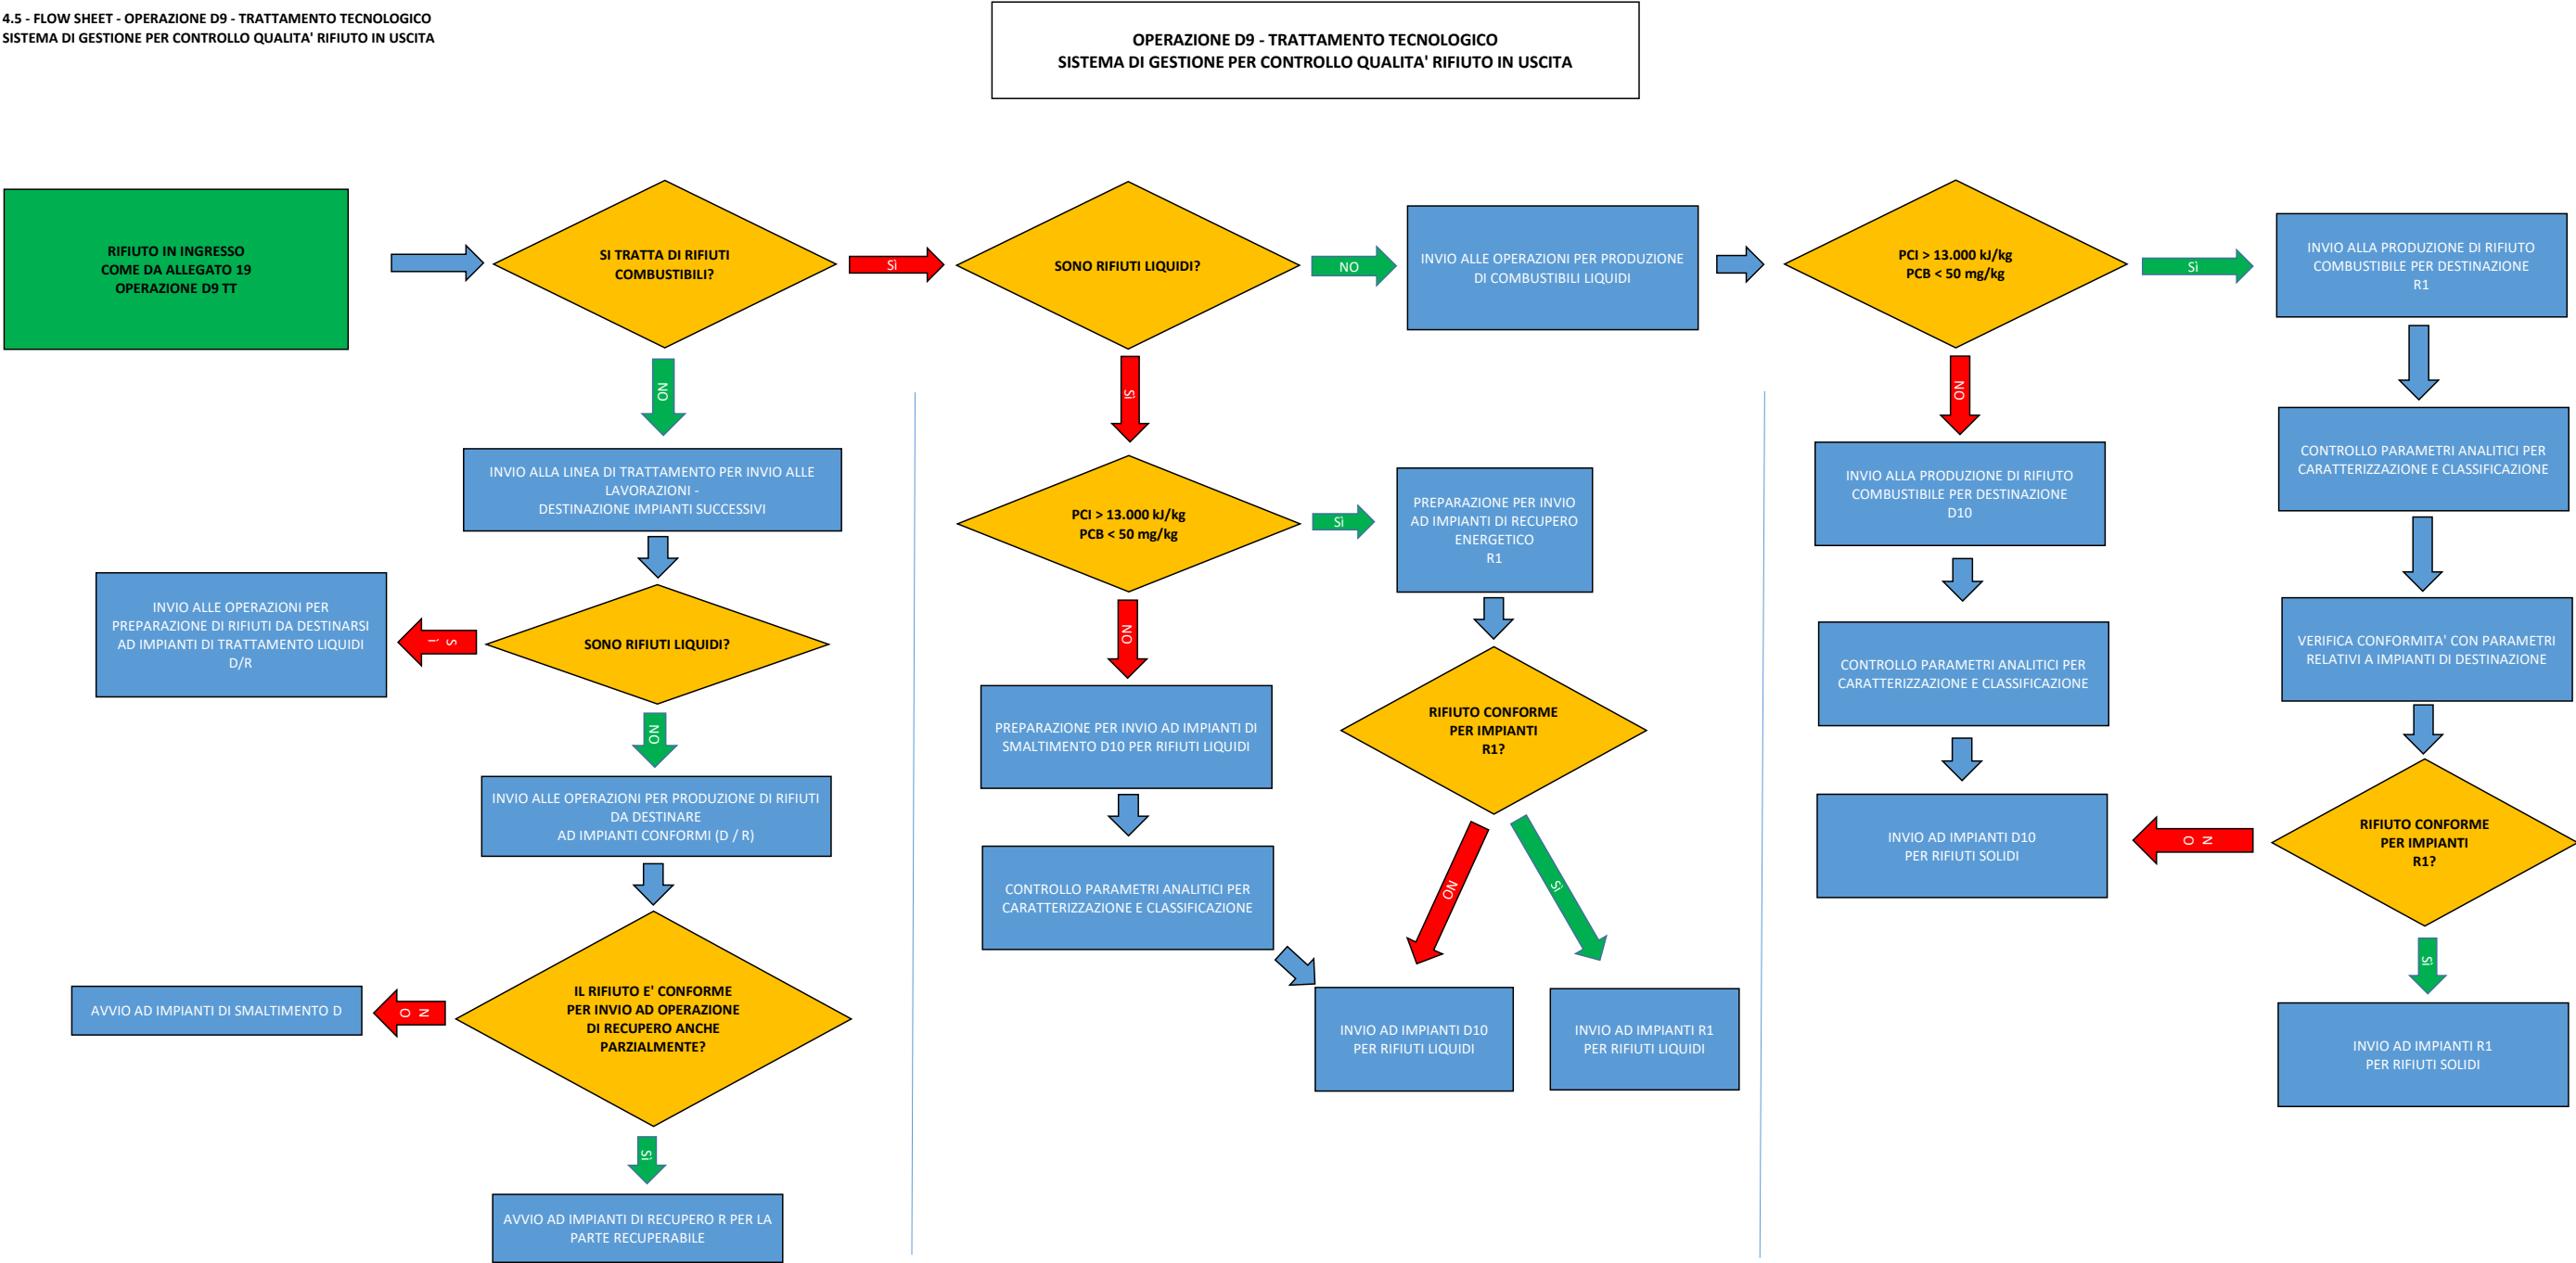 4.5 - FLOW SHEET - OPERAZIONE D9 - TRATTAMENTO TECNOLOGICO
SISTEMA DI GESTIONE PER CONTROLLO QUALITA' RIFIUTO IN USCITA
OPERAZIONE D9 - TRATTAMENTO TECNOLOGICO
SISTEMA DI GESTIONE PER CONTROLLO QUALITA' RIFIUTO IN USCITA
RIFIUTO IN INGRESSO
COME DA ALLEGATO 19
OPERAZIONE D9 TT
SI TRATTA DI RIFIUTI
COMBUSTIBILI?
SÌ
SONO RIFIUTI LIQUIDI?
NO
INVIO ALLE OPERAZIONI PER PRODUZIONE
DI COMBUSTIBILI LIQUIDI
PCI > 13.000 kJ/kg
PCB < 50 mg/kg
SÌ
INVIO ALLA PRODUZIONE DI RIFIUTO
COMBUSTIBILE PER DESTINAZIONE
R1
NO
INVIO ALLA LINEA DI TRATTAMENTO PER INVIO ALLE
LAVORAZIONI -
DESTINAZIONE IMPIANTI SUCCESSIVI
SONO RIFIUTI LIQUIDI?
SÌ
INVIO ALLE OPERAZIONI PER
PREPARAZIONE DI RIFIUTI DA DESTINARSI
AD IMPIANTI DI TRATTAMENTO LIQUIDI
D/R
NO
INVIO ALLE OPERAZIONI PER PRODUZIONE DI RIFIUTI
DA DESTINARE
AD IMPIANTI CONFORMI (D / R)
IL RIFIUTO E' CONFORME
PER INVIO AD OPERAZIONE
DI RECUPERO ANCHE
PARZIALMENTE?
NO
AVVIO AD IMPIANTI DI SMALTIMENTO D
SÌ
AVVIO AD IMPIANTI DI RECUPERO R PER LA
PARTE RECUPERABILE
SÌ
PCI > 13.000 kJ/kg
PCB < 50 mg/kg
SÌ
PREPARAZIONE PER INVIO
AD IMPIANTI DI RECUPERO
ENERGETICO
R1
NO
PREPARAZIONE PER INVIO AD IMPIANTI DI
SMALTIMENTO D10 PER RIFIUTI LIQUIDI
CONTROLLO PARAMETRI ANALITICI PER
CARATTERIZZAZIONE E CLASSIFICAZIONE
RIFIUTO CONFORME
PER IMPIANTI
R1?
NO
SÌ
INVIO AD IMPIANTI D10
PER RIFIUTI LIQUIDI
INVIO AD IMPIANTI R1
PER RIFIUTI LIQUIDI
NO
INVIO ALLA PRODUZIONE DI RIFIUTO
COMBUSTIBILE PER DESTINAZIONE
D10
CONTROLLO PARAMETRI ANALITICI PER
CARATTERIZZAZIONE E CLASSIFICAZIONE
INVIO AD IMPIANTI D10
PER RIFIUTI SOLIDI
CONTROLLO PARAMETRI ANALITICI PER
CARATTERIZZAZIONE E CLASSIFICAZIONE
VERIFICA CONFORMITA' CON PARAMETRI
RELATIVI A IMPIANTI DI DESTINAZIONE
RIFIUTO CONFORME
PER IMPIANTI
R1?
NO
SÌ
INVIO AD IMPIANTI R1
PER RIFIUTI SOLIDI